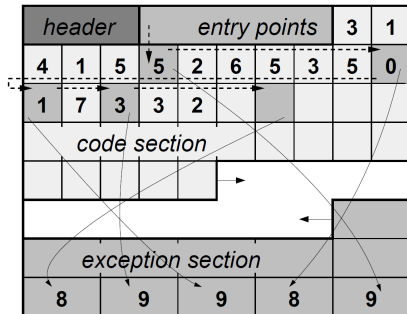 header entry points 3 1
4 1 5 5 2 6 5 3 5 0
1 7 3 3 2
code section
exception section
8 9 9 8 9